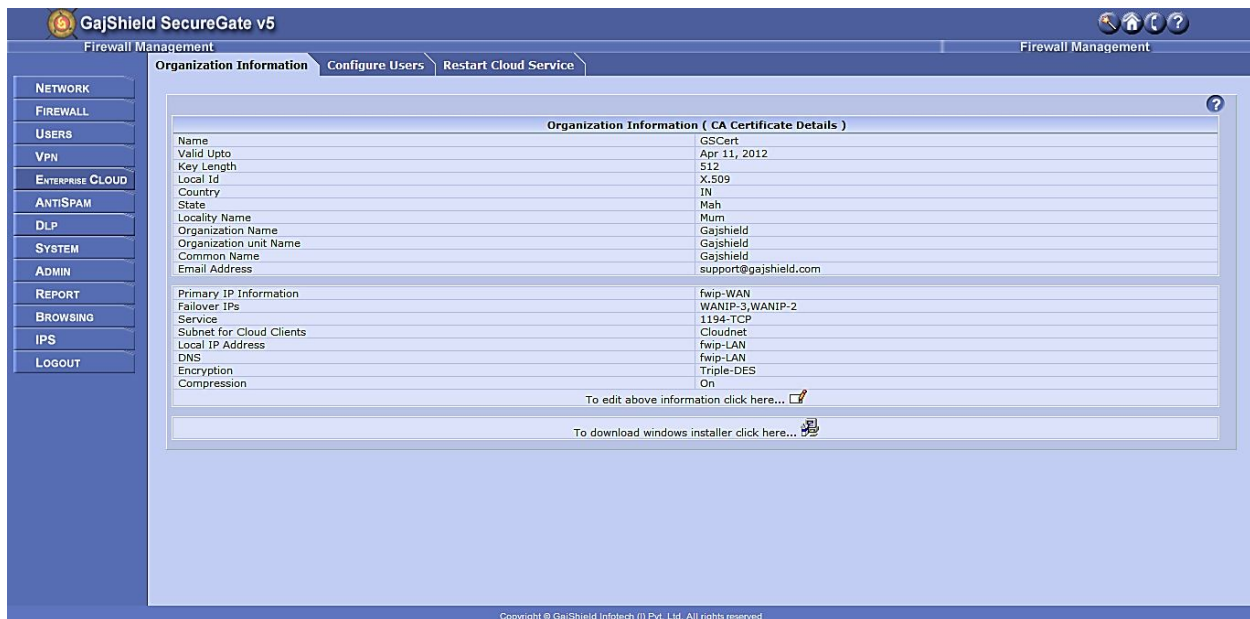 GajShield SecureGate v5
Firewall Management
Firewall Management
Organization Information Configure Users Restart Cloud Service
NETWORK
FIREWALL
USERS
VPN
ENTERPRISE CLOUD
ANTISPAM
DLP
SYSTEM
ADMIN
REPORT
BROWSING
IPS
LOGOUT
Organization Information ( CA Certificate Details )
Name GSCert
Valid Upto Apr 11, 2012
Key Length 512
Local Id X.509
Country IN
State Mah
Locality Name Mum
Organization Name Gajshield
Organization unit Name Gajshield
Common Name Gajshield
Email Address support@gajshield.com
Primary IP Information fwip-WAN
Failover IPs WANIP-3,WANIP-2
Service 1194-TCP
Subnet for Cloud Clients Cloudnet
Local IP Address fwip-LAN
DNS fwip-LAN
Encryption Triple-DES
Compression On
To edit above information click here...
To download windows installer click here...
Copyright © GajShield Infotech (I) Pvt. Ltd. All rights reserved